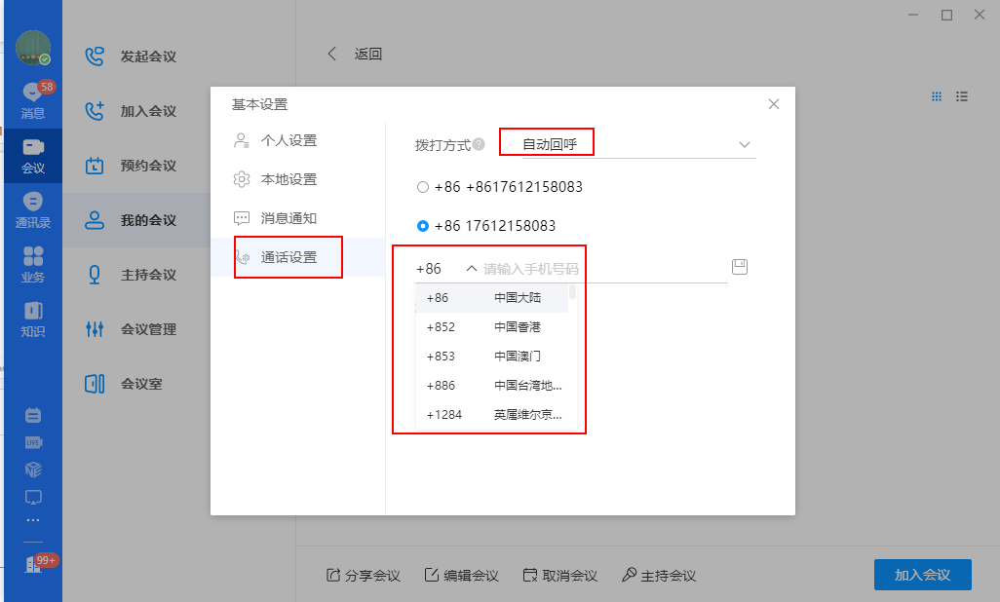 58
消息
会议
通讯录
业务
知识
LIVE
99+
发起会议
加入会议
预约会议
我的会议
主持会议
会议管理
会议室
返回
基本设置
个人设置
本地设置
消息通知
通话设置
拨打方式 ?
自动回呼
+86 +8617612158083
+86 17612158083
+86 请输入手机号码
+86 中国大陆
+852 中国香港
+853 中国澳门
+886 中国台湾地...
+1284 英属维尔京...
分享会议 编辑会议 取消会议 主持会议
加入会议